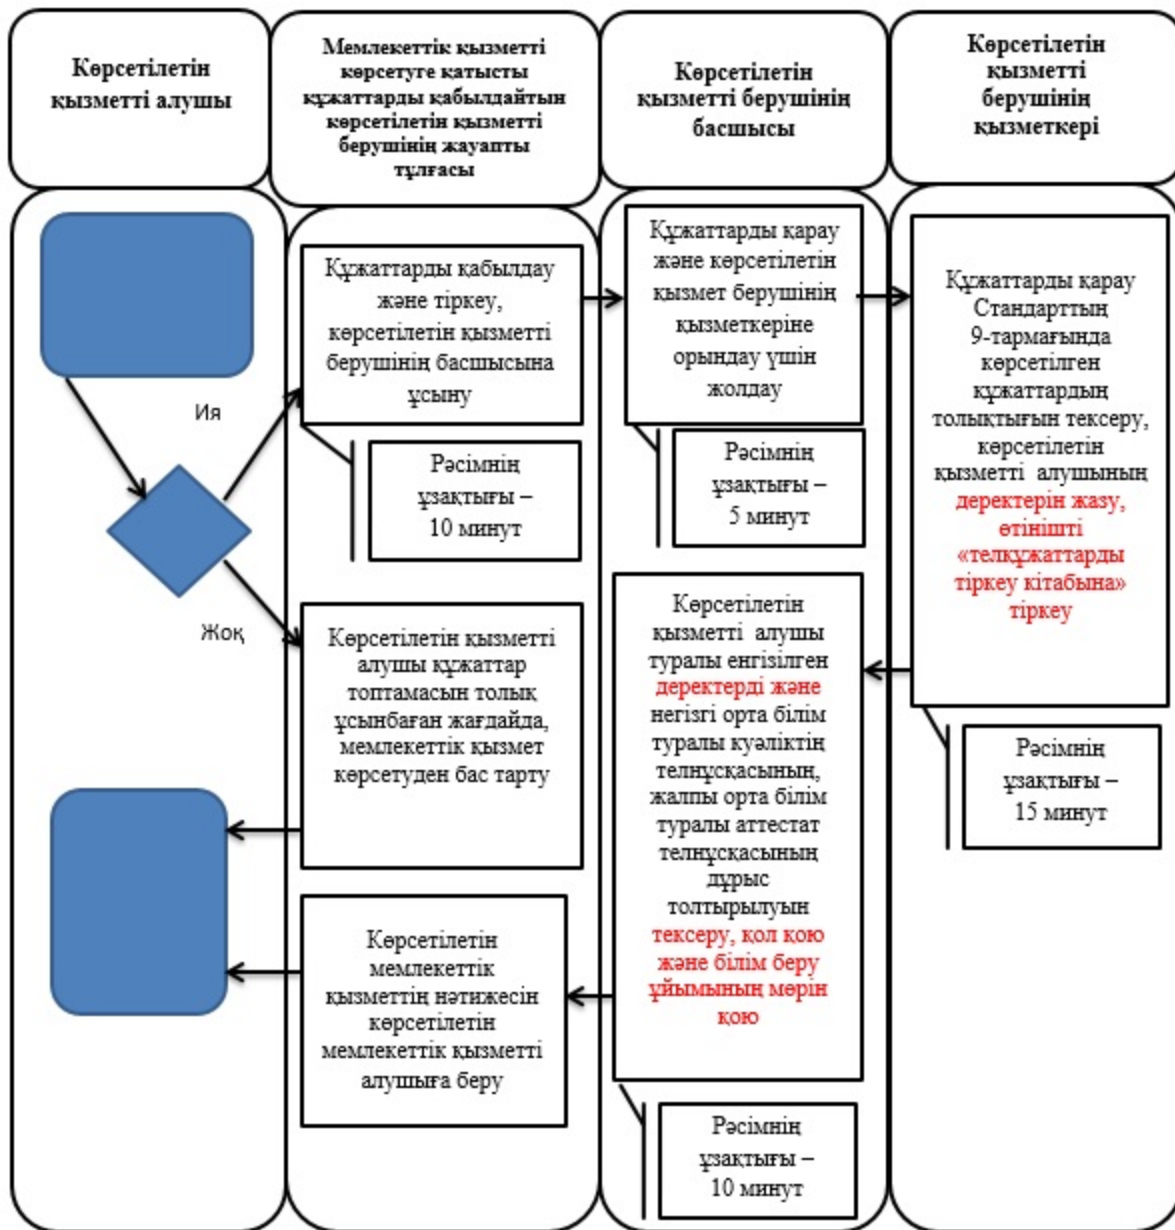 Көрсетілетін
қызметті алушы
Мемлекеттік қызметті
көрсетуге қатысты
құжаттарды қабылдайтын
көрсетілетін қызметті
берушінің жауапты
тұлғасы
Көрсетілетін
қызметті берушінің
басшысы
Көрсетілетін
қызметті
берушінің
қызметкері
Құжаттарды қабылдау
және тіркеу,
көрсетілетін қызметті
берушінің басшысына
ұсыну
Ия
Рәсімнің
ұзақтығы –
10 минут
Құжаттарды қарау
және көрсетілетін
қызмет берушінің
қызметкеріне
орындау үшін
жолдау
Рәсімнің
ұзақтығы –
5 минут
Құжаттарды қарау
Стандарттың
9-тармағында
көрсетілген
құжаттардың
толықтығын тексеру,
көрсетілетін
қызметті алушының
деректерін жазу,
өтінішті
«телқұжаттарды
тіркеу кітабына»
тіркеу
Рәсімнің
ұзақтығы –
15 минут
Жоқ
Көрсетілетін қызметті
алушы құжаттар
топтамасын толық
ұсынбаған жағдайда,
мемлекеттік қызмет
көрсетуден бас тарту
Көрсетілетін
қызметті алушы
туралы енгісілген
деректерді және
негізгі орта білім
туралы куәліктің
телнұсқасының,
жалпы орта білім
туралы аттестат
телнұсқасының
дұрыс
толтырылуын
тексеру, қол қою
және білім беру
ұйымының мөрін
қою
Рәсімнің
ұзақтығы –
10 минут
Көрсетілетін
мемлекеттік
қызметтің нәтижесін
көрсетілетін
мемлекеттік қызметті
алушыға беру